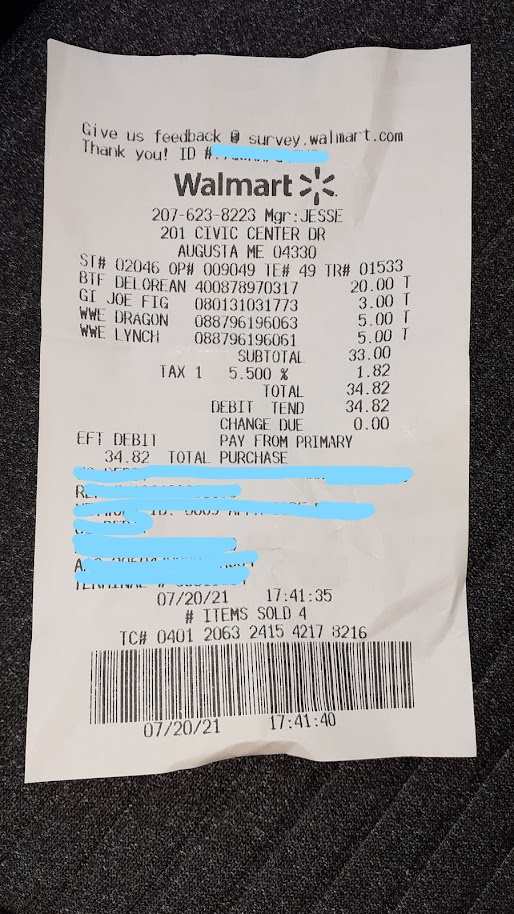 Give us feedback @ survey.walmart.com
Thank you! ID #:
Walmart
207-623-8223 Mgr:JESSE
201 CIVIC CENTER DR
AUGUSTA ME 04330
ST# 02046 OP# 009049 TE# 49 TR# 01533
BTF DELOREAN 400878970317 20.00 T
GI JOE FIG 080131031773 3.00 T
WWE DRAGON 088796196063 5.00 T
WWE LYNCH 088796196061 5.00 T
SUBTOTAL 33.00
TAX 1 5.500 % 1.82
TOTAL 34.82
DEBIT TEND 34.82
CHANGE DUE 0.00
EFT DEBIT PAY FROM PRIMARY
34.82 TOTAL PURCHASE
07/20/21 17:41:35
# ITEMS SOLD 4
TC# 0401 2063 2415 4217 8216
07/20/21 17:41:40